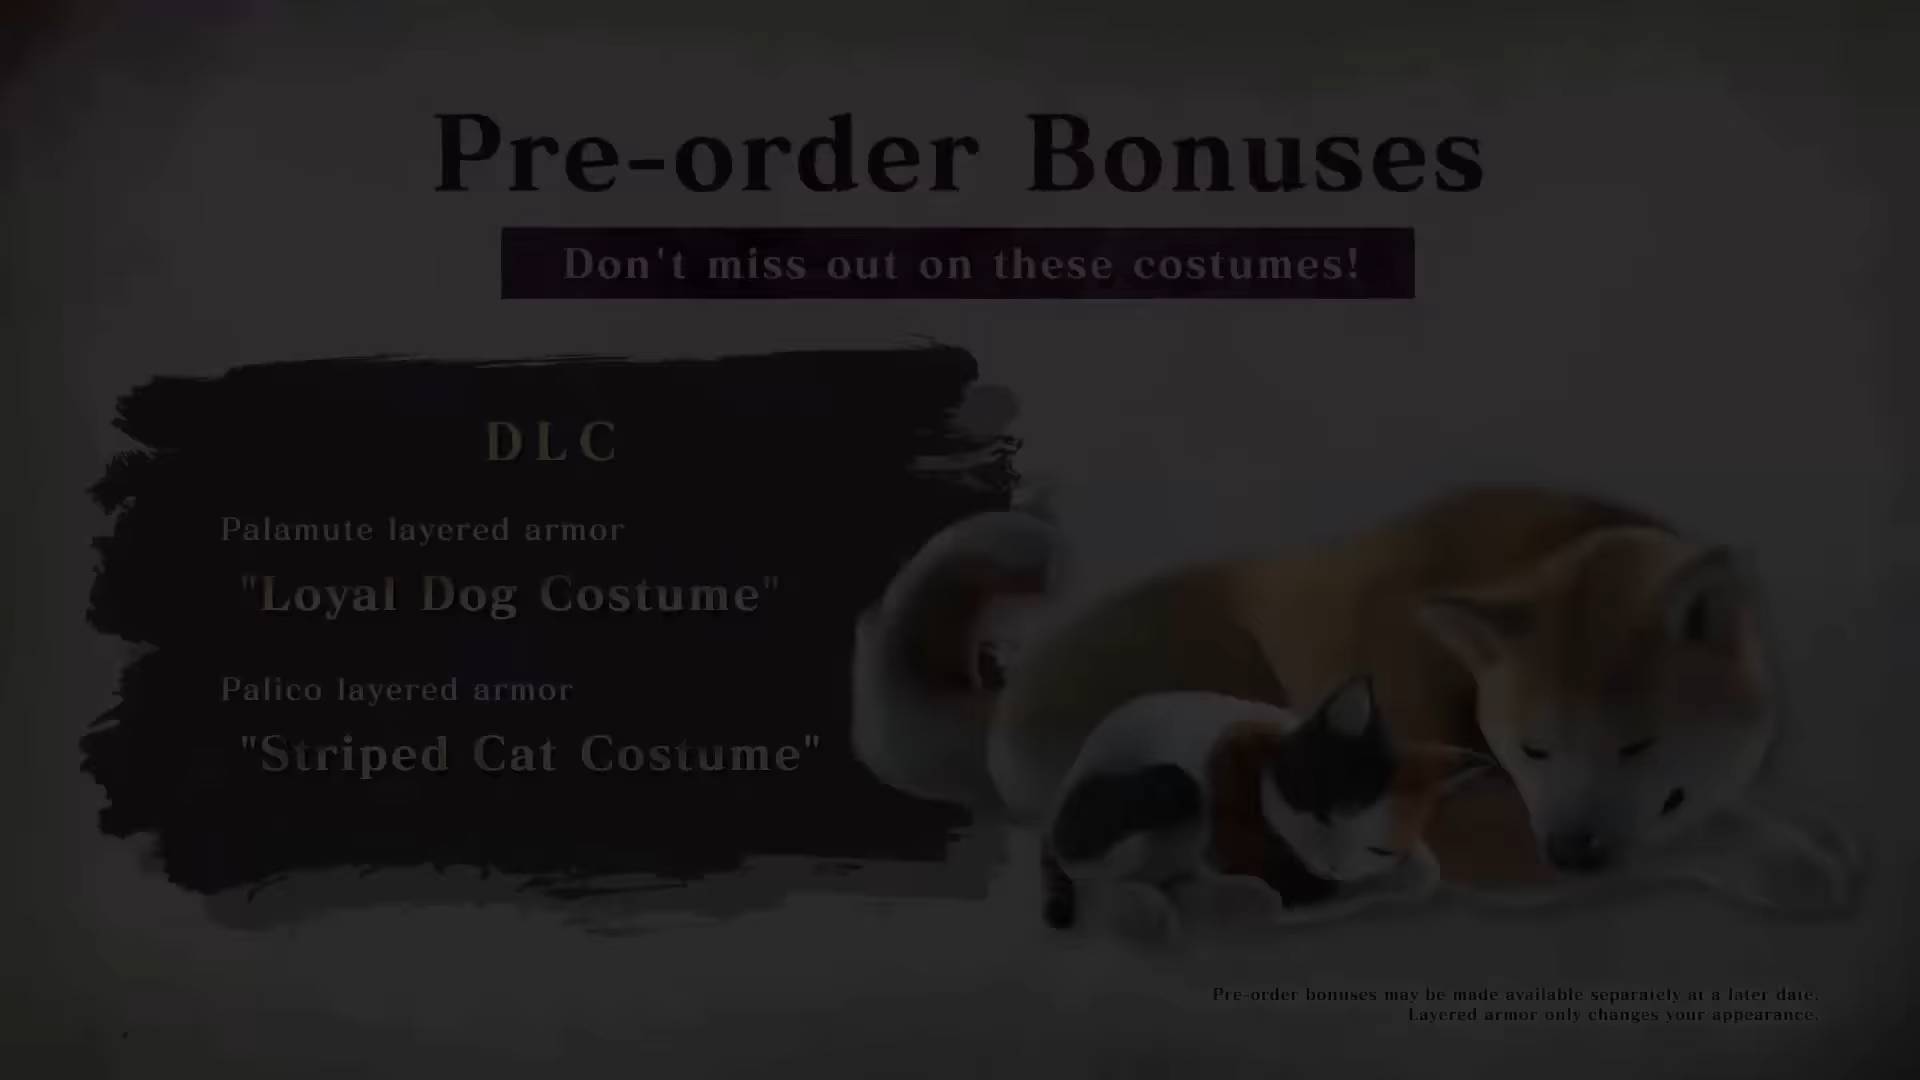 Pre-order Bonuses
Don't miss out on these costumes!
DLC
Palamute layered armor
"Loyal Dog Costume"
Palico layered armor
"Striped Cat Costume"
Pre-order bonuses may be made available separately at a later date.
Layered armor only changes your appearance.